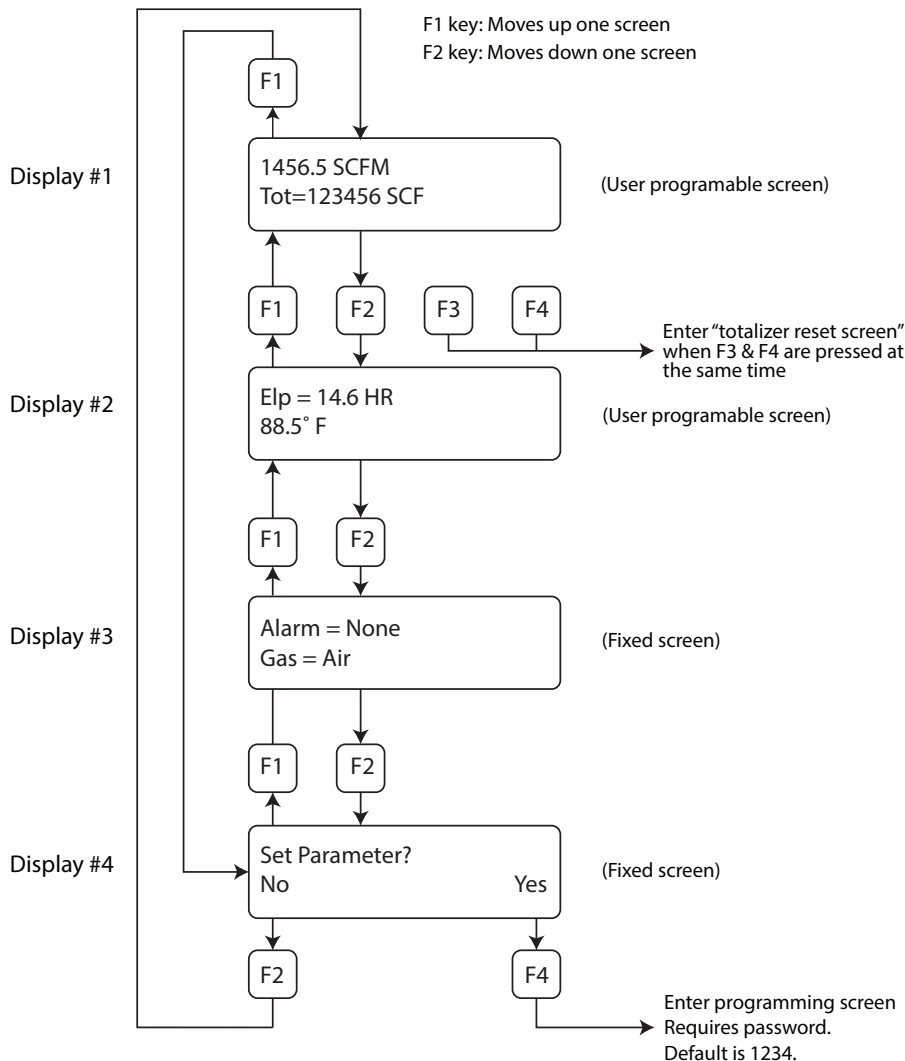 F1 key: Moves up one screen
F2 key: Moves down one screen
F1
Display #1
1456.5 SCFM
Tot=123456 SCF
(User programable screen)
F1
F2
F3
F4
Enter “totalizer reset screen”
when F3 & F4 are pressed at
the same time
Display #2
Elp = 14.6 HR
88.5° F
(User programable screen)
F1
F2
Display #3
Alarm = None
Gas = Air
(Fixed screen)
F1
F2
Display #4
Set Parameter?
No Yes
(Fixed screen)
F2
F4
Enter programming screen
Requires password.
Default is 1234.